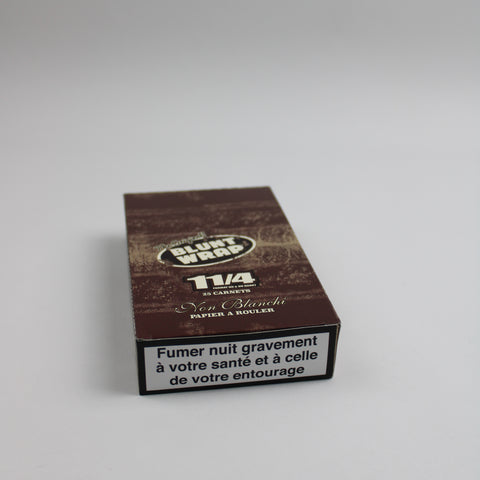 BLUNT
WRAP
1 1/4
25 CARNETS
Non Blanchi
PAPIER A ROULER
Fumer nuit gravement
à votre santé et à celle
de votre entourage